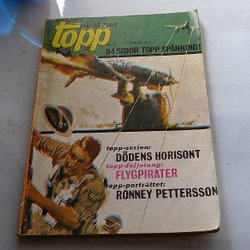 topp
84 SIDOR TOPP SPÄNNING!
topp-serien:
DÖDENS HORISONT
topp-följetong:
FLYGPIRATER
topp-porträttet:
RONNEY PETTERSSON